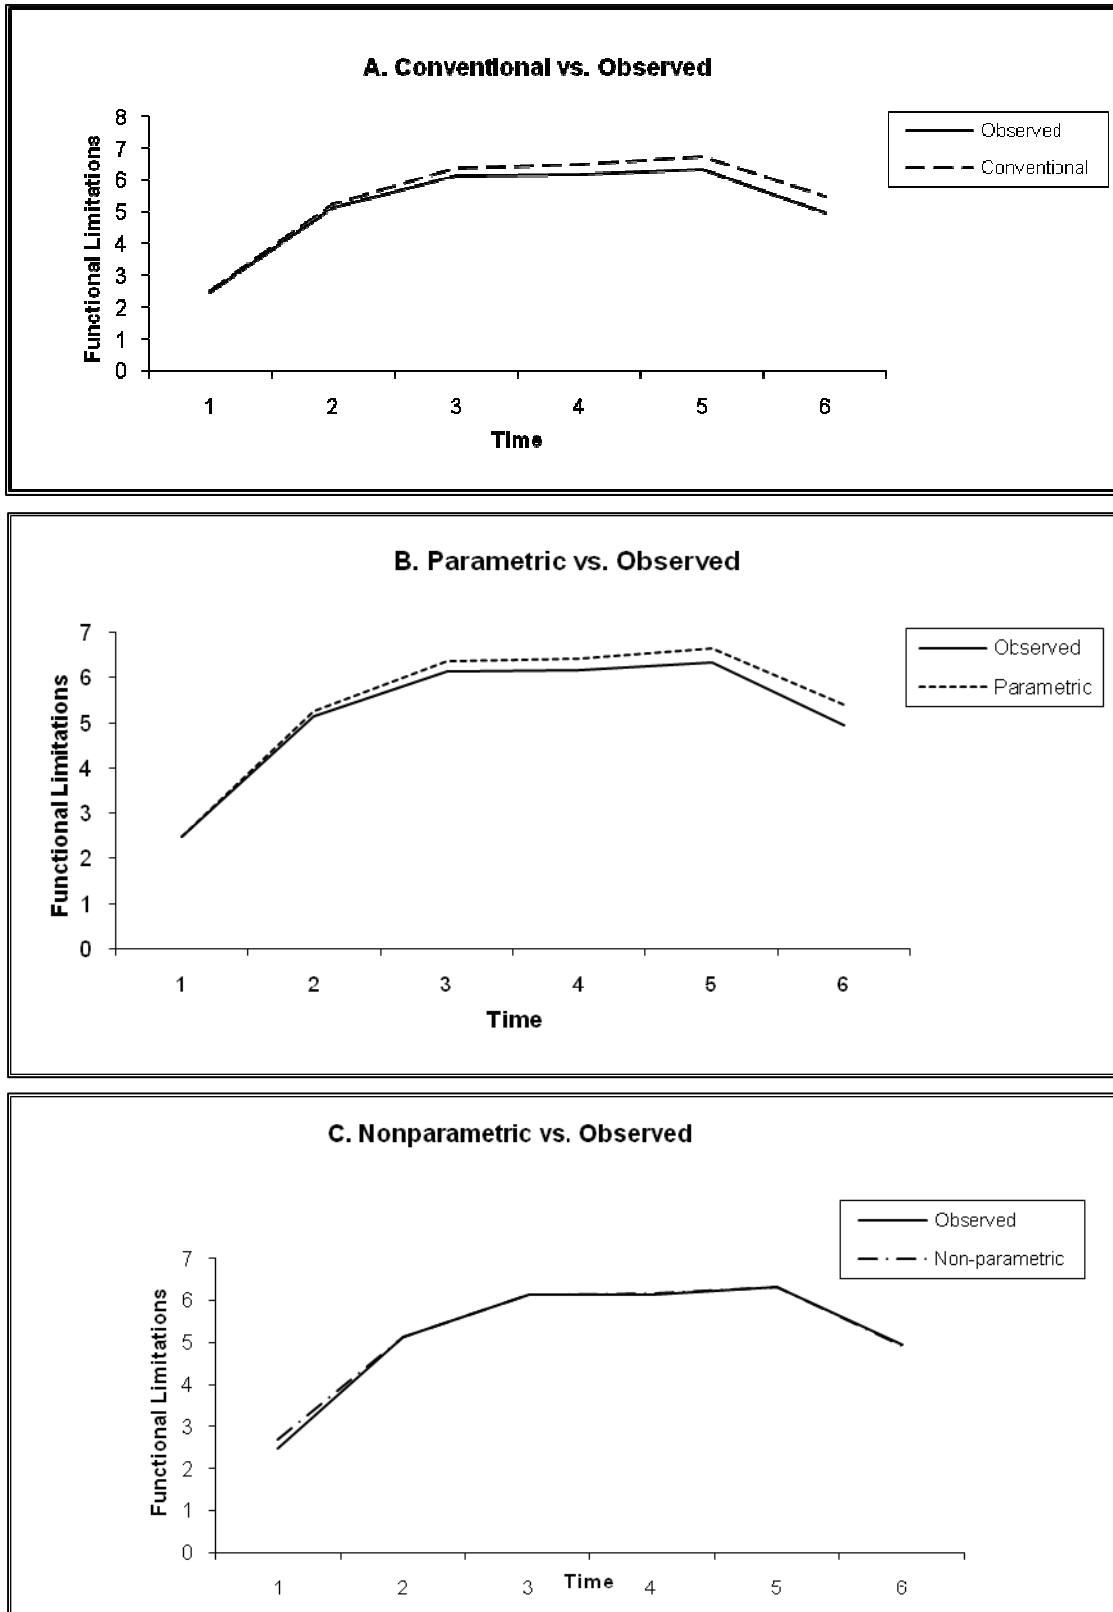 A. Conventional vs. Observed
8
7
6
5
4
3
2
1
0
Functional Limitations
Observed
Conventional
1 2 3 4 5 6
Time
B. Parametric vs. Observed
7
6
5
4
3
2
1
0
Functional Limitations
Observed
Parametric
1 2 3 4 5 6
Time
C. Nonparametric vs. Observed
Observed
Non-parametric
7
6
5
4
3
2
1
0
Functional Limitations
1 2 3 4 5 6
Time